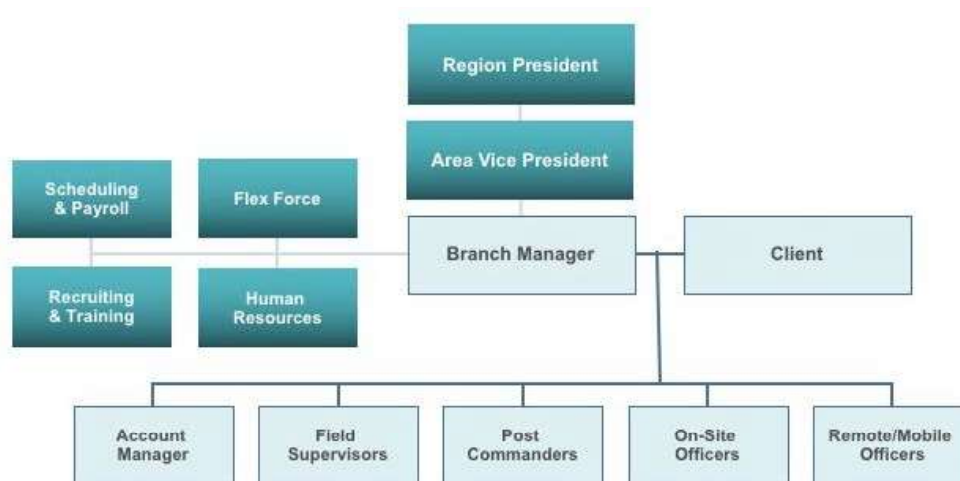 Region President
Area Vice President
Scheduling
& Payroll
Flex Force
Branch Manager
Client
Recruiting
& Training
Human
Resources
Account
Manager
Field
Supervisors
Post
Commanders
On-Site
Officers
Remote/Mobile
Officers